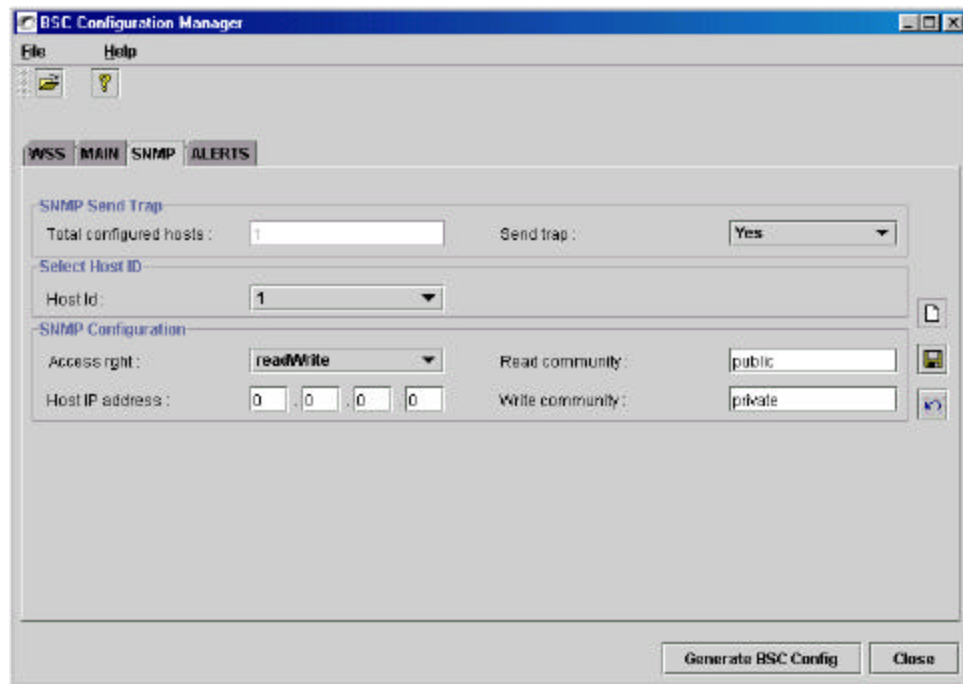 BSC Configuration Manager
File Help
WSS MAIN SNMP ALERTS
SNMP Send Trap
Total configured hosts : 1 Send trap : Yes
Select Host ID
Host Id : 1
SNMP Configuration
Access right : readWrite Read community : public
Host IP address : 0 . 0 . 0 . 0 Write community : private
Generate BSC Config Close